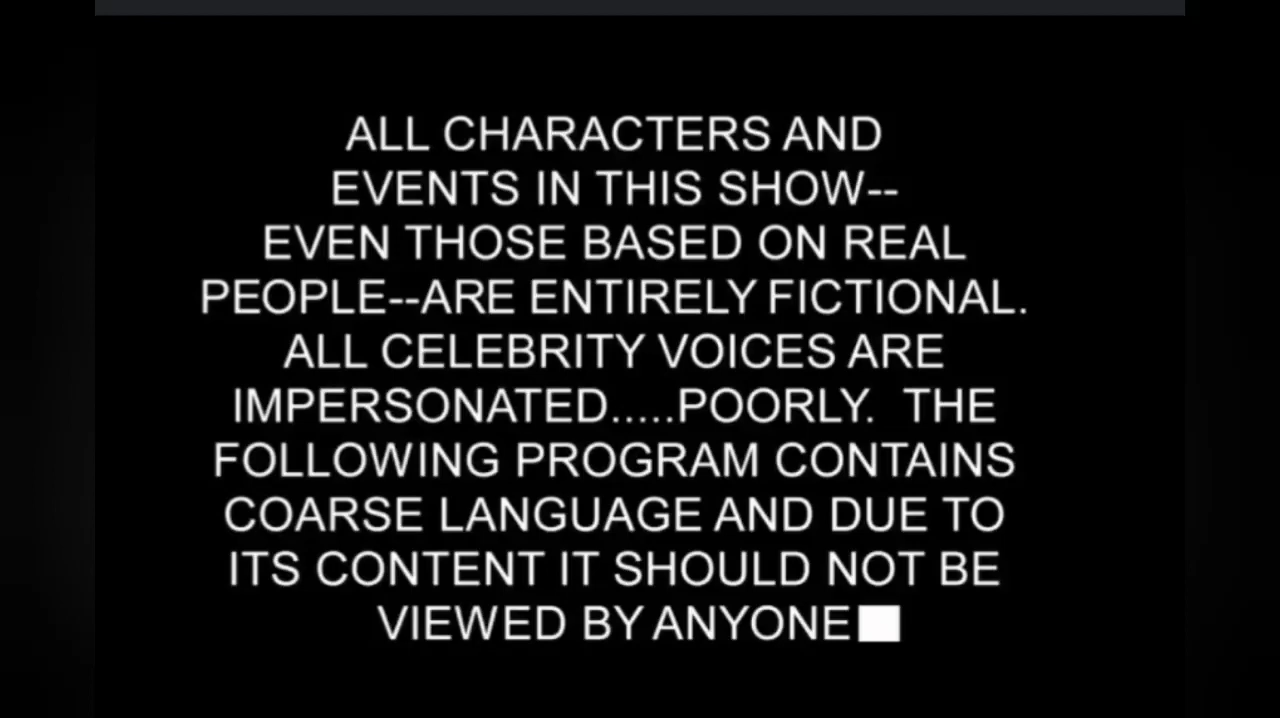 ALL CHARACTERS AND
EVENTS IN THIS SHOW--
EVEN THOSE BASED ON REAL
PEOPLE--ARE ENTIRELY FICTIONAL.
ALL CELEBRITY VOICES ARE
IMPERSONATED.....POORLY.  THE
FOLLOWING PROGRAM CONTAINS
COARSE LANGUAGE AND DUE TO
ITS CONTENT IT SHOULD NOT BE
VIEWED BY ANYONE